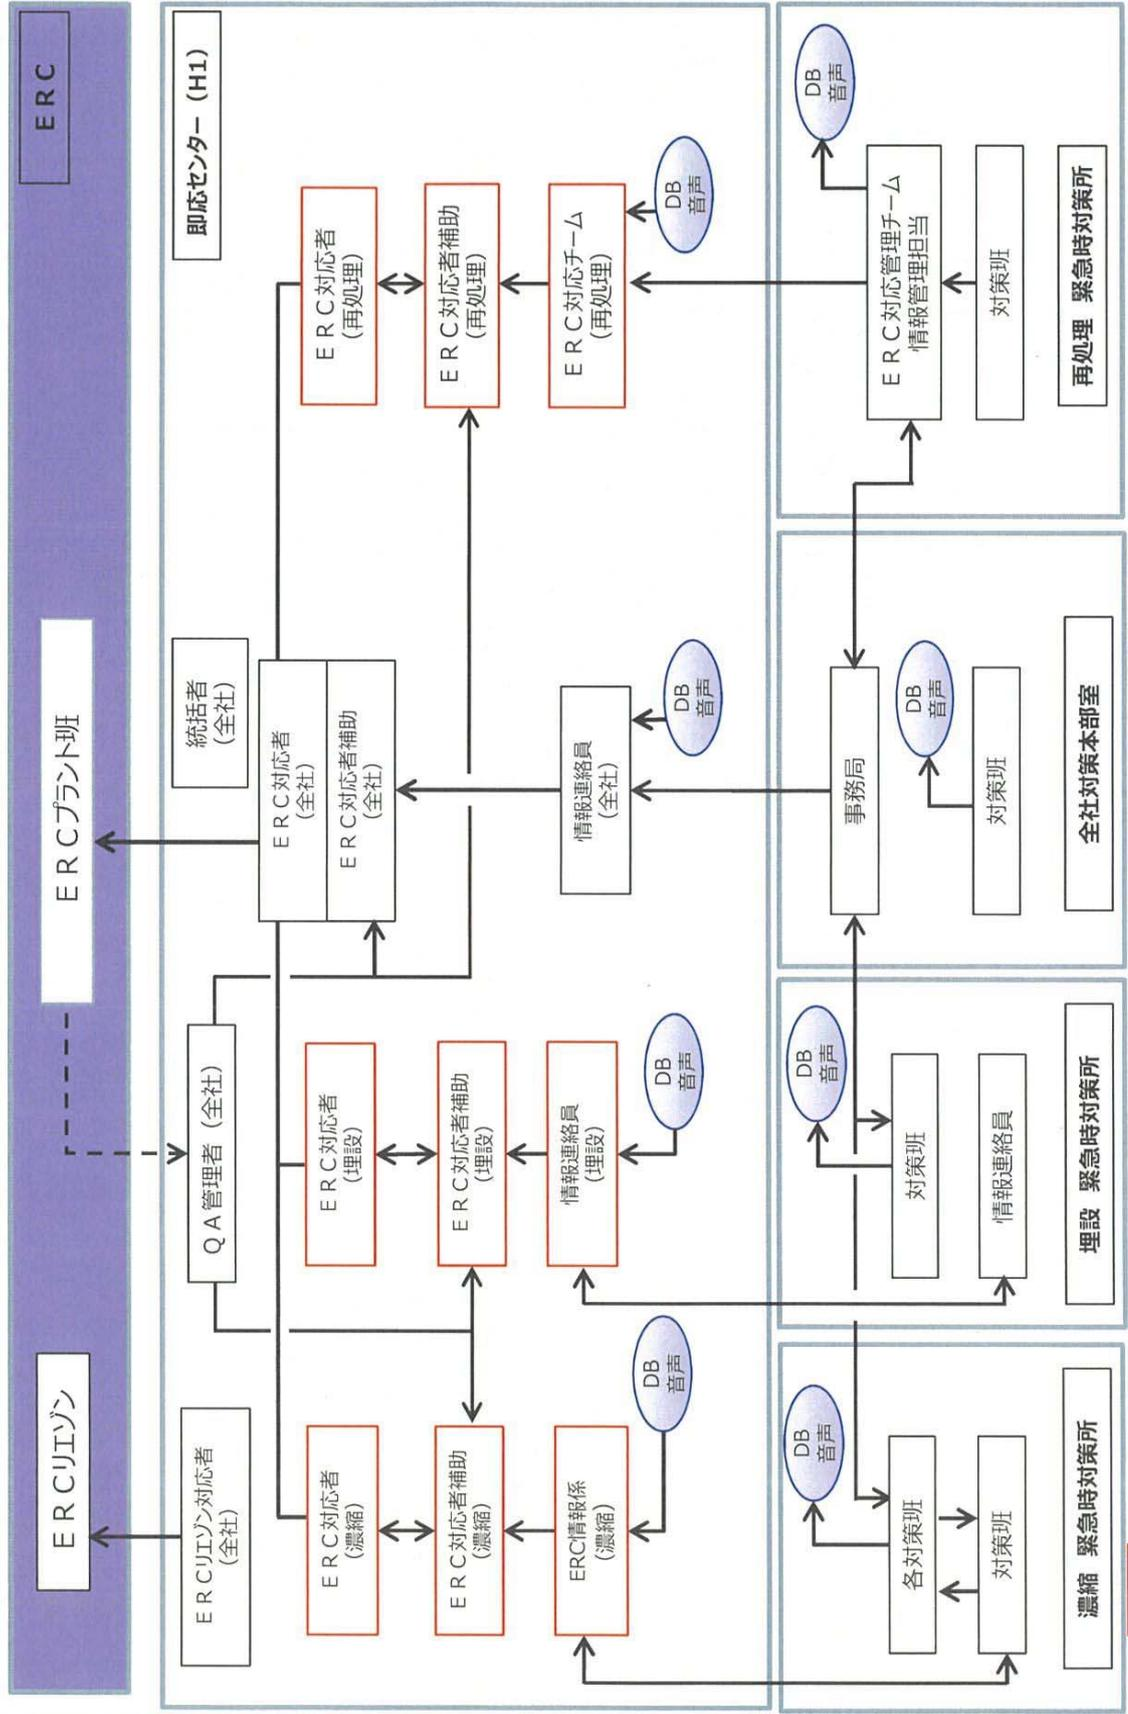 ＥＲＣ
ＥＲＣプラント班
ＥＲＣリエゾン
即応センター（H1）
統括者
（全社）
ＱＡ管理者（全社）
ＥＲＣリエゾン対応者
（全社）
ＥＲＣ対応者
（全社）
ＥＲＣ対応者補助
（全社）
ＥＲＣ対応者
（濃縮）
ＥＲＣ対応者補助
（濃縮）
ERC情報係
（濃縮）
DB
音声
ＥＲＣ対応者
（埋設）
ＥＲＣ対応者補助
（埋設）
情報連絡員
（埋設）
DB
音声
情報連絡員
（全社）
DB
音声
ＥＲＣ対応者
（再処理）
ＥＲＣ対応者補助
（再処理）
ＥＲＣ対応チーム
（再処理）
DB
音声
DB
音声
各対策班
対策班
濃縮 緊急時対策所
DB
音声
対策班
情報連絡員
埋設 緊急時対策所
事務局
DB
音声
対策班
全社対策本部室
DB
音声
ＥＲＣ対応管理チーム
情報管理担当
対策班
再処理 緊急時対策所